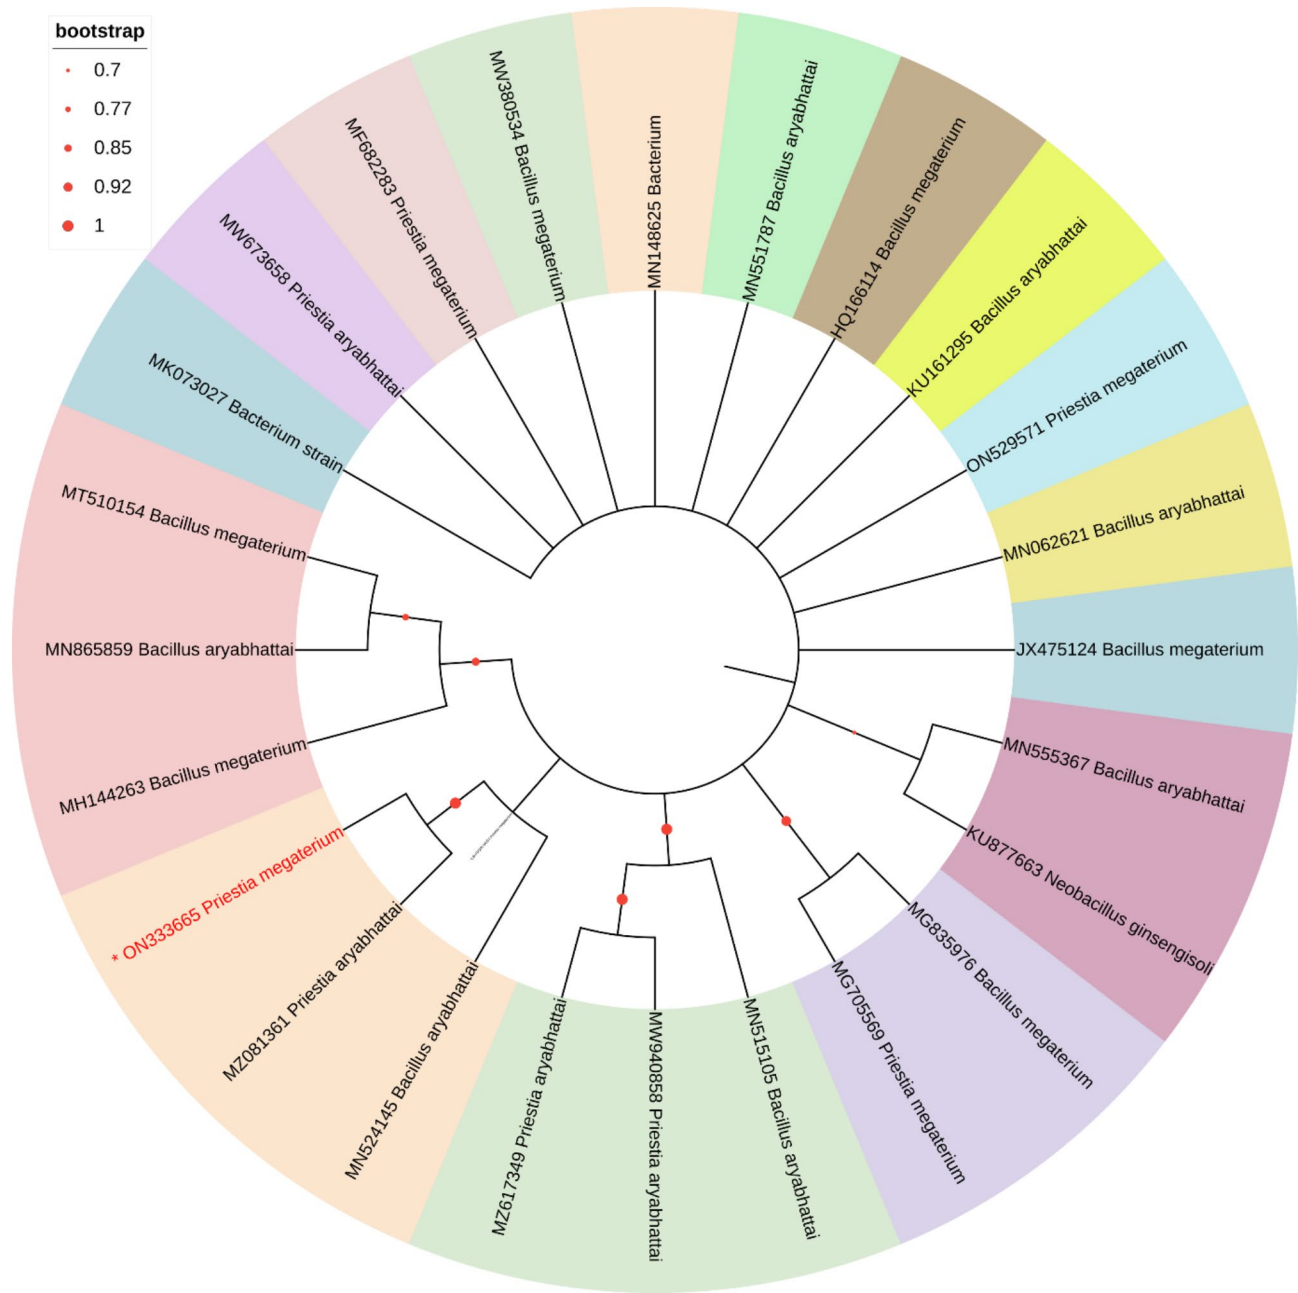 bootstrap
0.7
0.77
0.85
0.92
1
MN148625 Bacterium
MN551787 Bacillus aryabhattai
HQ166114 Bacillus megaterium
KU161295 Bacillus aryabhattai
ON529571 Priestia megaterium
MN062621 Bacillus aryabhattai
JX475124 Bacillus megaterium
MN555367 Bacillus aryabhattai
KU877663 Neobacillus ginsengisoli
MG835976 Bacillus megaterium
MG705569 Priestia megaterium
MN515105 Bacillus aryabhattai
MW940858 Priestia aryabhattai
MZ617349 Priestia aryabhattai
MN524145 Bacillus aryabhattai
MZ081361 Priestia aryabhattai
* ON333665 Priestia megaterium
MH144263 Bacillus megaterium
MN865859 Bacillus aryabhattai
MT510154 Bacillus megaterium
MK073027 Bacterium strain
MW673658 Priestia aryabhattai
MF682283 Priestia megaterium
MW380534 Bacillus megaterium